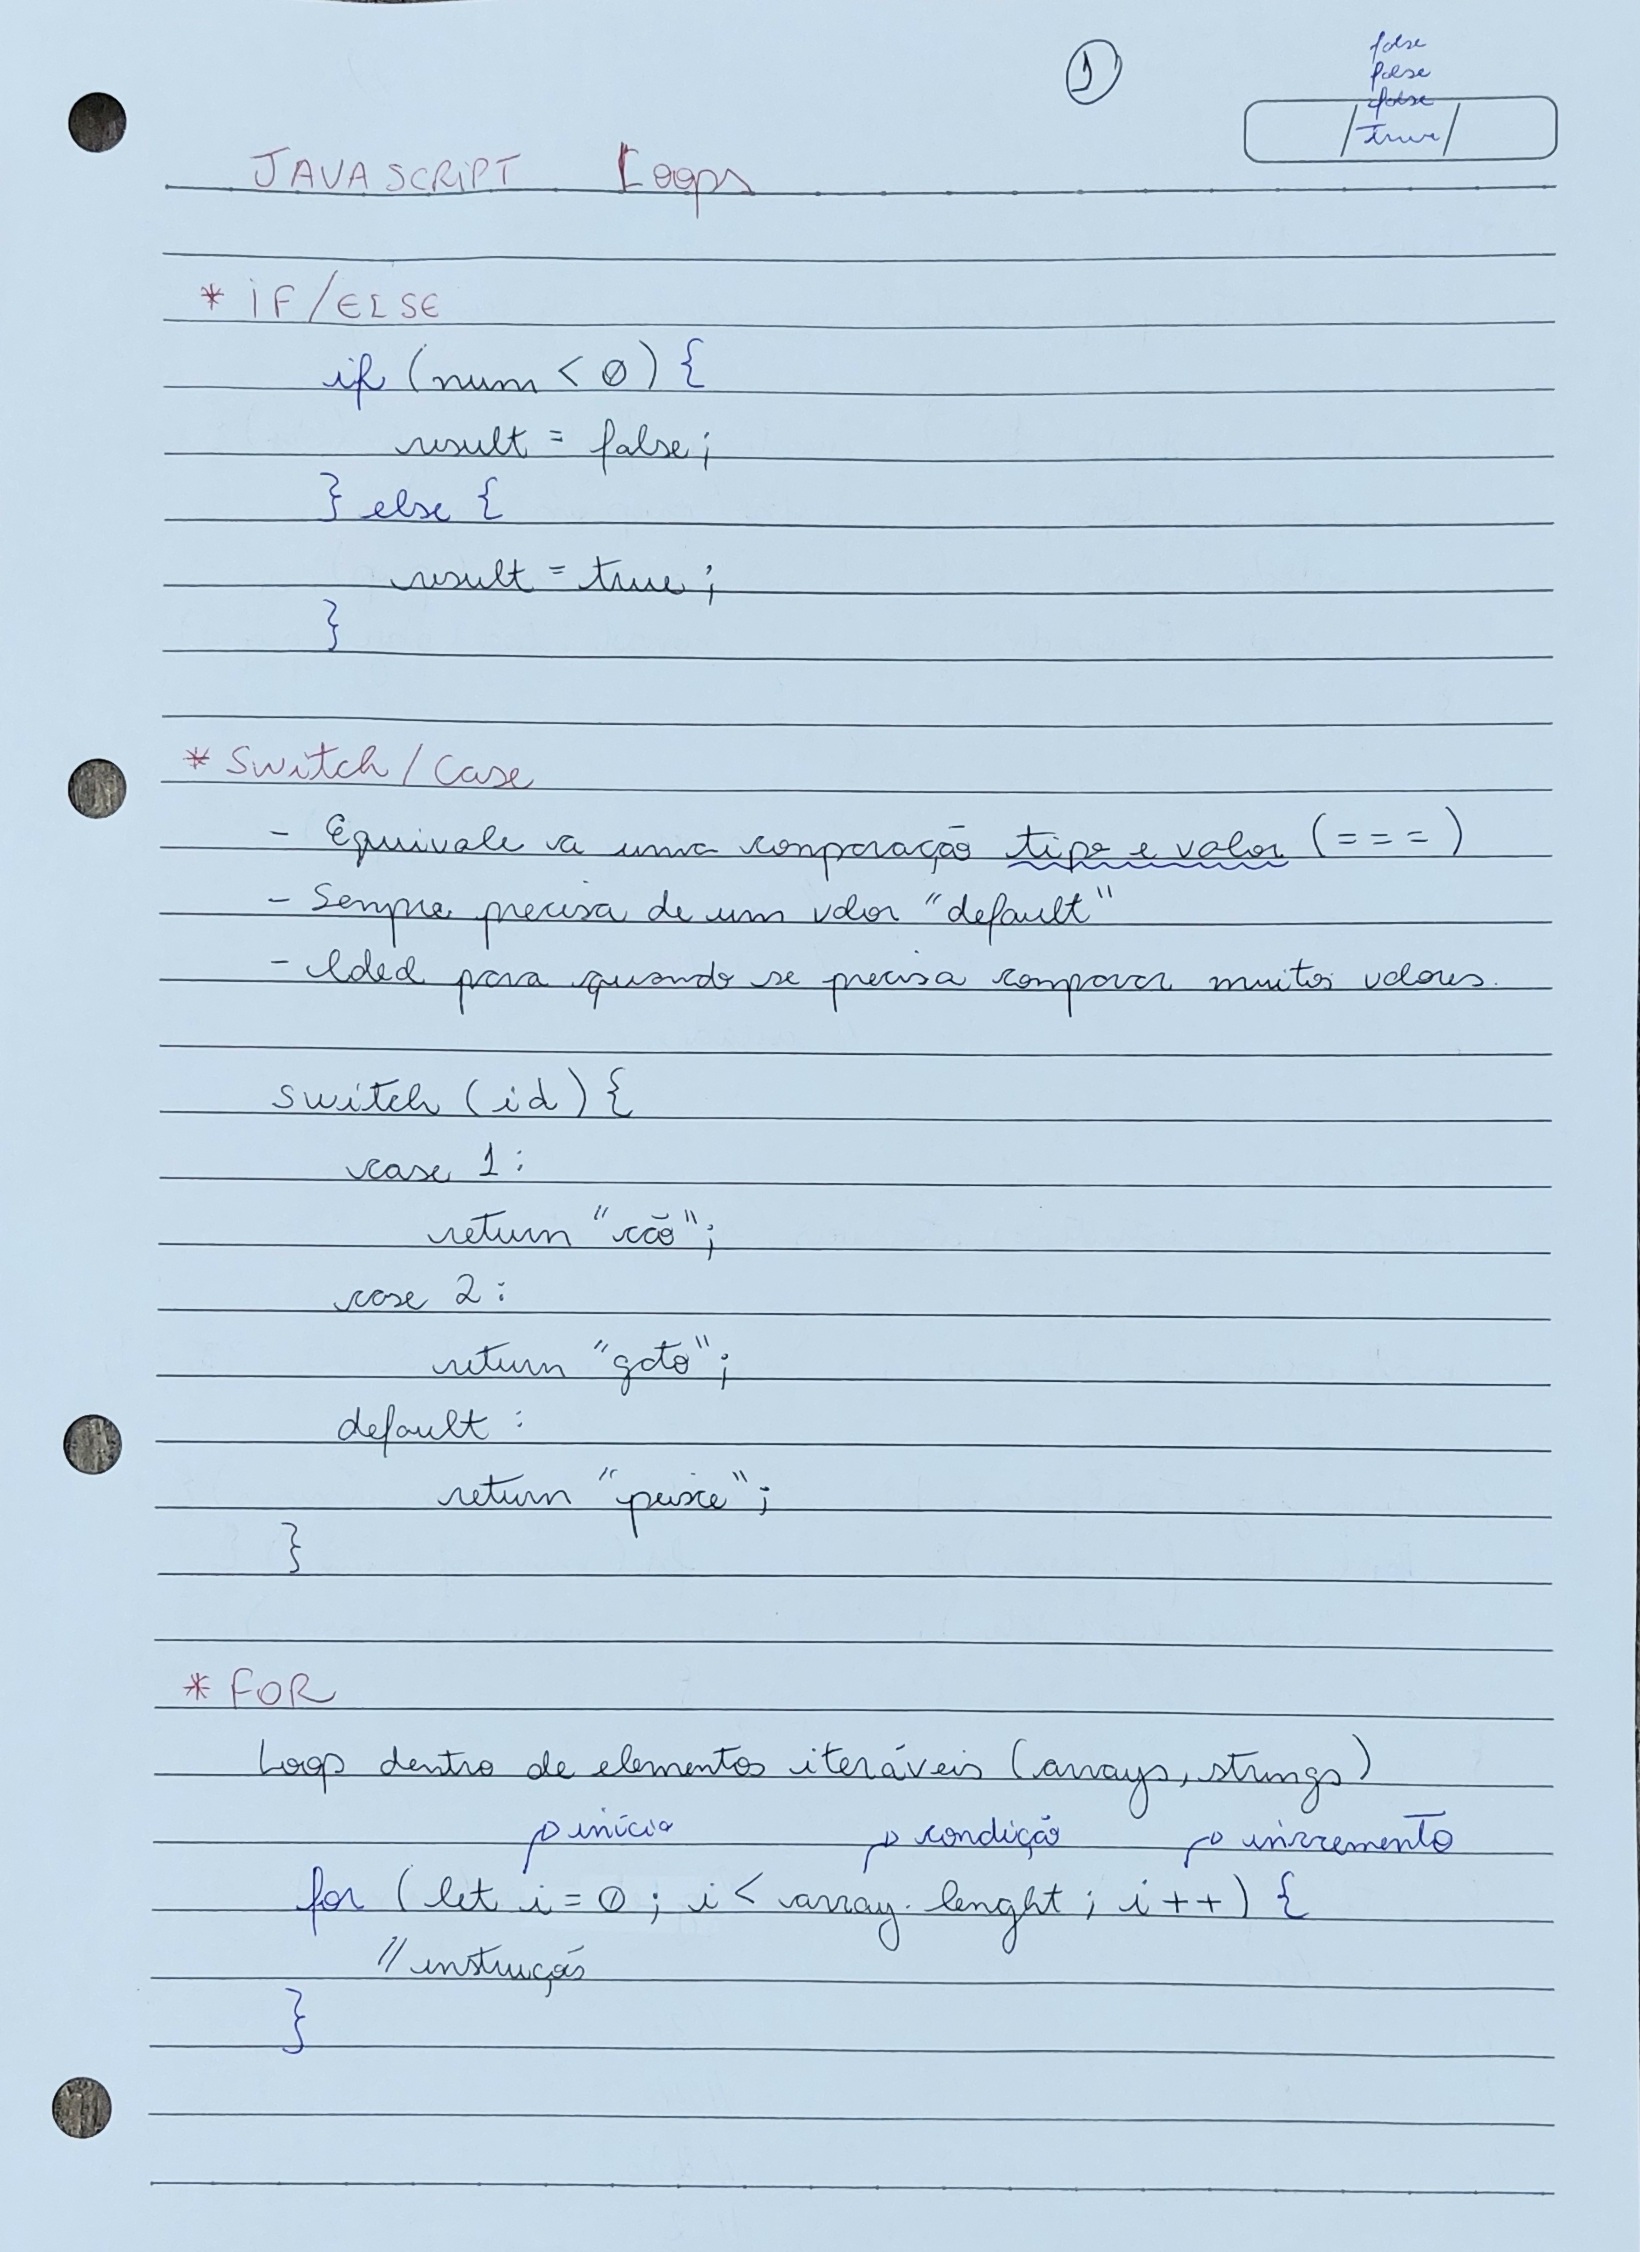 1
false
false
false
true
JAVASCRIPT Loops
* IF/ELSE
if (num < 0) {
result = false;
} else {
result = true;
}
* Switch/Case
- Equivale a uma comparação tipo e valor (===)
- Sempre precisa de um valor "default"
- Ideal para quando se precisa comparar muitos valores.
switch (id) {
case 1:
return "cão";
case 2:
return "gato";
default:
return "peixe";
}
* FOR
Loop dentro de elementos iteráveis (arrays, strings)
início condição incremento
for (let i = 0; i < array.lenght; i++) {
// instrução
}